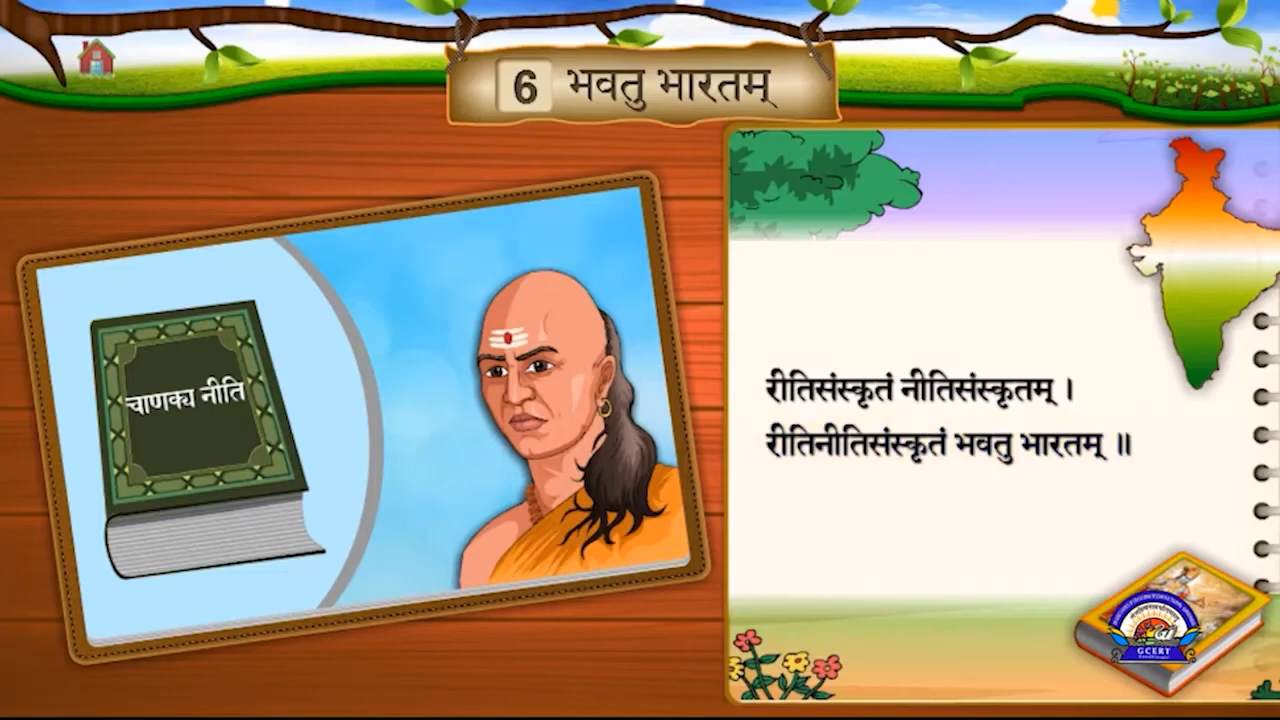 6 भवतु भारतम्
चाणक्य नीति
रीतिसंस्कृतं नीतिसंस्कृतम् ।
रीतिनीतिसंस्कृतं भवतु भारतम् ॥
GCERT